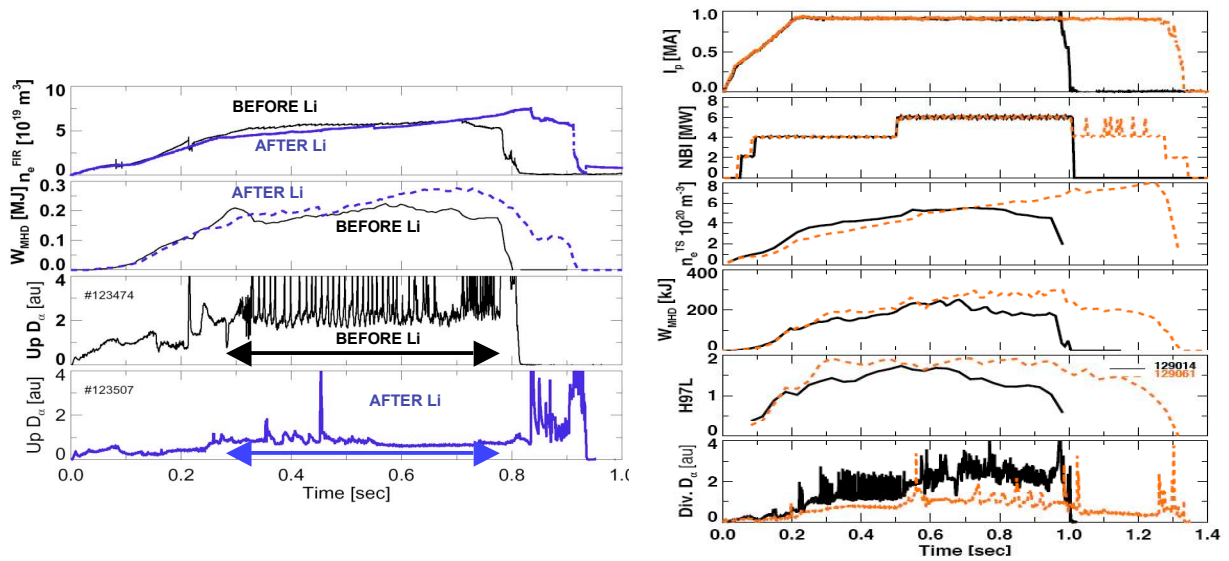 10
5
0
n_e^FIR [10^19 m^3]
BEFORE Li
AFTER Li
0.3
0.2
0.1
0.0
W_MHD [MJ]
AFTER Li
BEFORE Li
4
2
0
Up D_α [au]
#123474
BEFORE Li
4
2
0
Up D_α [au]
#123507
AFTER Li
0.0 0.2 0.4 0.6 0.8 1.0
Time [sec]
1.0
0.5
0.0
I_p [MA]
8
6
4
2
0
NBI [MW]
8
6
4
2
0
n_e^TS 10^20 m^-3
400
200
0
W_MHD [kJ]
2
1
0
H97L
129014
129061
4
2
0
Div. D_α [au]
0.0 0.2 0.4 0.6 0.8 1.0 1.2 1.4
Time [sec]